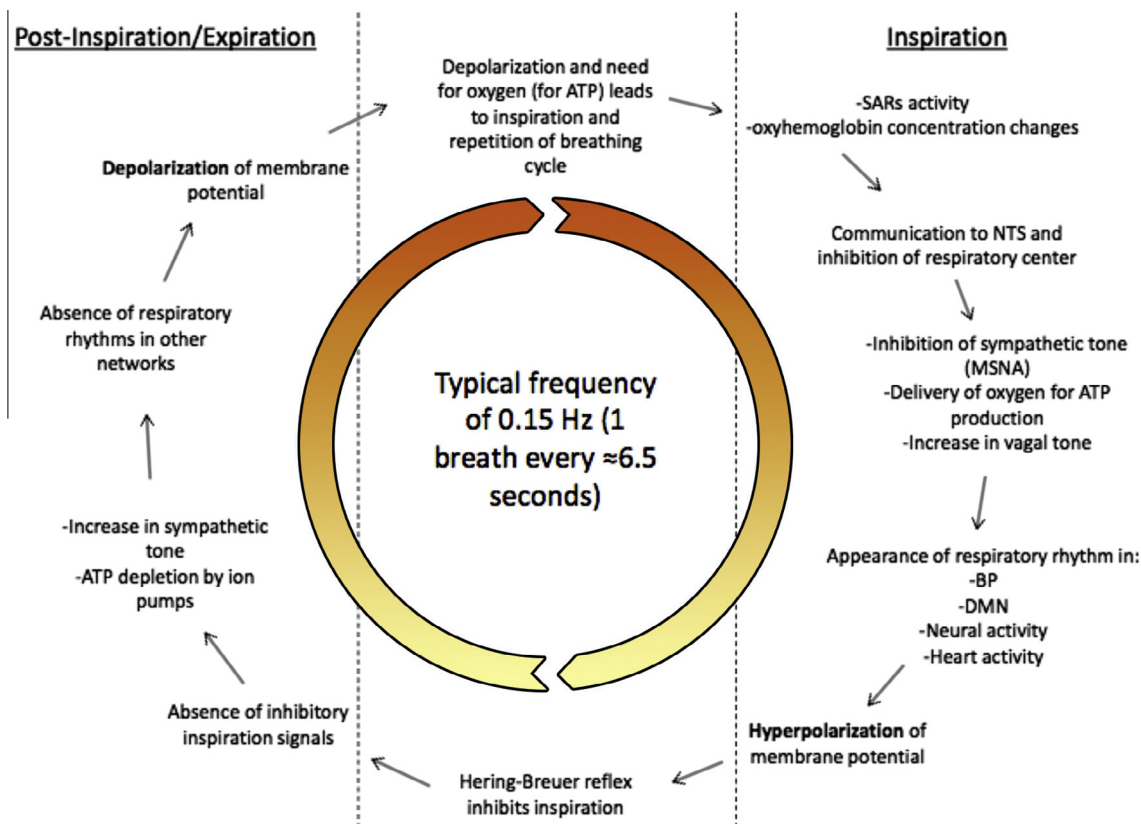 Post-Inspiration/Expiration
Inspiration
Depolarization and need
for oxygen (for ATP) leads
to inspiration and
repetition of breathing
cycle
-SARs activity
-oxyhemoglobin concentration changes
Communication to NTS and
inhibition of respiratory center
-Inhibition of sympathetic tone
(MSNA)
-Delivery of oxygen for ATP
production
-Increase in vagal tone
Appearance of respiratory rhythm in:
-BP
-DMN
-Neural activity
-Heart activity
Hyperpolarization of
membrane potential
Hering-Breuer reflex
inhibits inspiration
Absence of inhibitory
inspiration signals
-Increase in sympathetic
tone
-ATP depletion by ion
pumps
Absence of respiratory
rhythms in other
networks
Depolarization of membrane
potential
Typical frequency
of 0.15 Hz (1
breath every ≈6.5
seconds)